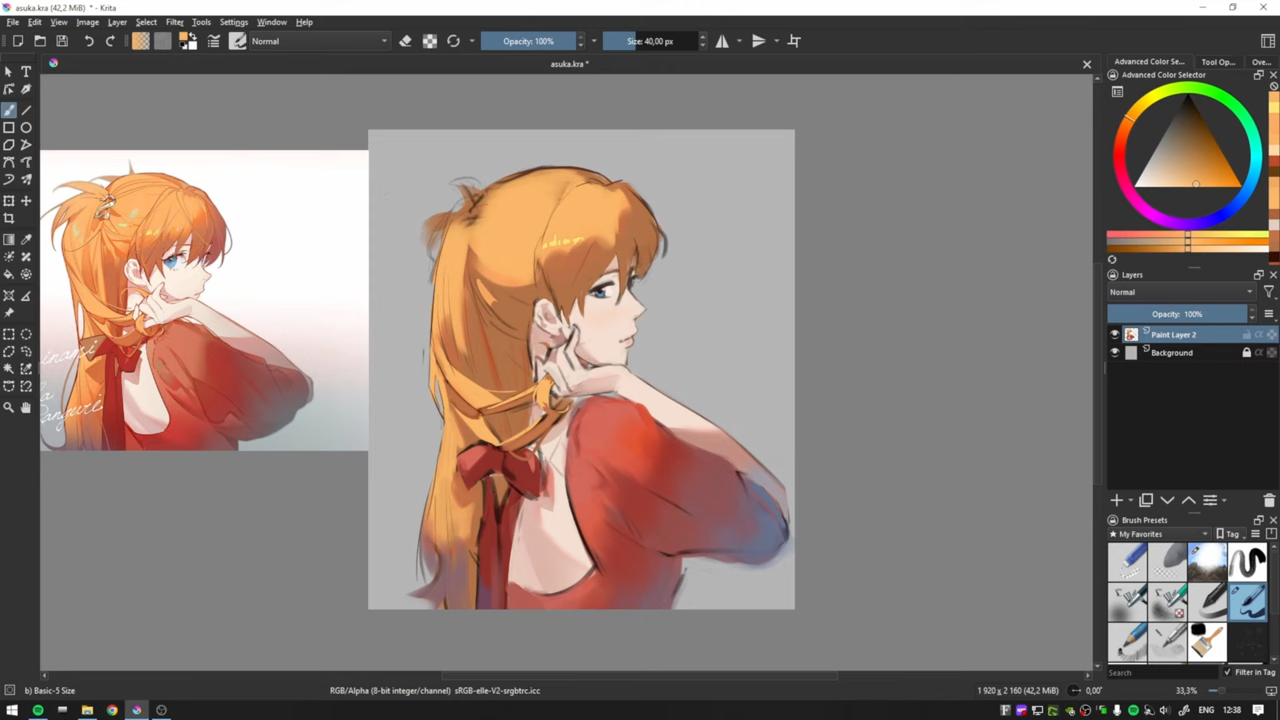 asuka.kra (42,2 MiB) * - Krita
File Edit View Image Layer Select Filter Tools Settings Window Help
Normal
Opacity: 100%
Size: 40,00 px
asuka.kra *
Advanced Color Se...
Tool Op...
Ove...
Advanced Color Selector
Layers
Normal
Opacity: 100%
Paint Layer 2
Background
Brush Presets
My Favorites
Tag
Search
Filter in Tag
b) Basic-5 Size
RGB/Alpha (8-bit integer/channel) sRGB-elle-V2-srgbtrc.icc
1 920 x 2 160 (42,2 MiB)
0,00°
33,3%
ENG
12:38